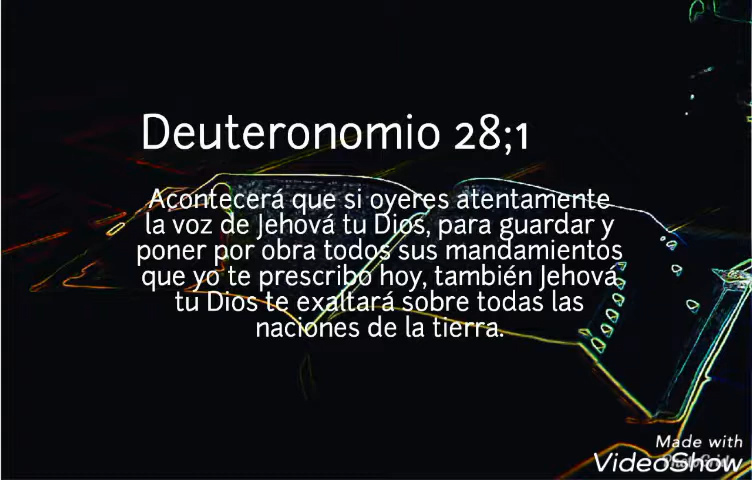 Deuteronomio 28;1
Acontecerá que si oyeres atentamente
la voz de Jehová tu Dios, para guardar y
poner por obra todos sus mandamientos
que yo te prescribo hoy, también Jehová
tu Dios te exaltará sobre todas las
naciones de la tierra.
Made with
VideoShow
PhotoGrid